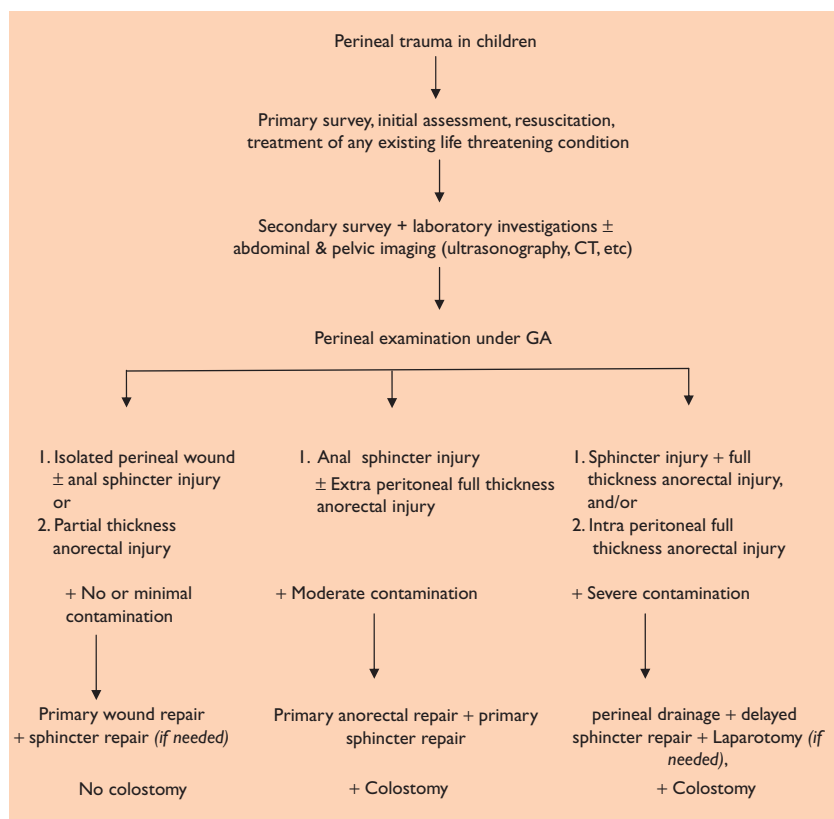 Perineal trauma in children
Primary survey, initial assessment, resuscitation,
treatment of any existing life threatening condition
Secondary survey + laboratory investigations ±
abdominal & pelvic imaging (ultrasonography, CT, etc)
Perineal examination under GA
1. Isolated perineal wound
± anal sphincter injury
or
2. Partial thickness
anorectal injury
+ No or minimal
contamination
Primary wound repair
+ sphincter repair (if needed)
No colostomy
1. Anal sphincter injury
± Extra peritoneal full thickness
anorectal injury
+ Moderate contamination
Primary anorectal repair + primary
sphincter repair
+ Colostomy
1. Sphincter injury + full
thickness anorectal injury,
and/or
2. Intra peritoneal full
thickness anorectal injury
+ Severe contamination
perineal drainage + delayed
sphincter repair + Laparotomy (if
needed),
+ Colostomy